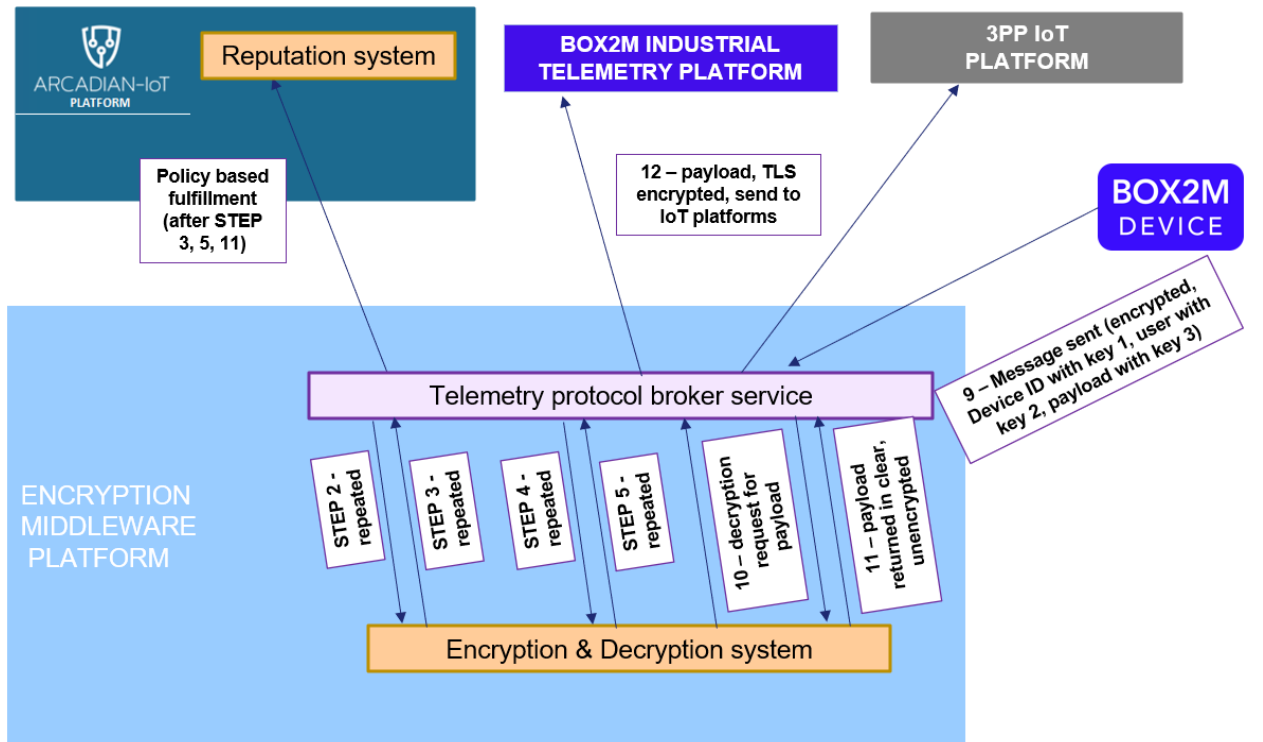 ARCADIAN-IoT
PLATFORM
Reputation system
BOX2M INDUSTRIAL
TELEMETRY PLATFORM
3PP IoT
PLATFORM
Policy based
fulfillment
(after STEP
3, 5, 11)
12 – payload, TLS
encrypted, send to
IoT platforms
BOX2M
DEVICE
9 – Message sent (encrypted,
Device ID with key 1, user with
key 2, payload with key 3)
Telemetry protocol broker service
ENCRYPTION
MIDDLEWARE
PLATFORM
STEP 2 -
repeated
STEP 3 -
repeated
STEP 4 -
repeated
STEP 5 -
repeated
10 – decryption
request for
payload
11 – payload
returned in clear,
unencrypted
Encryption & Decryption system